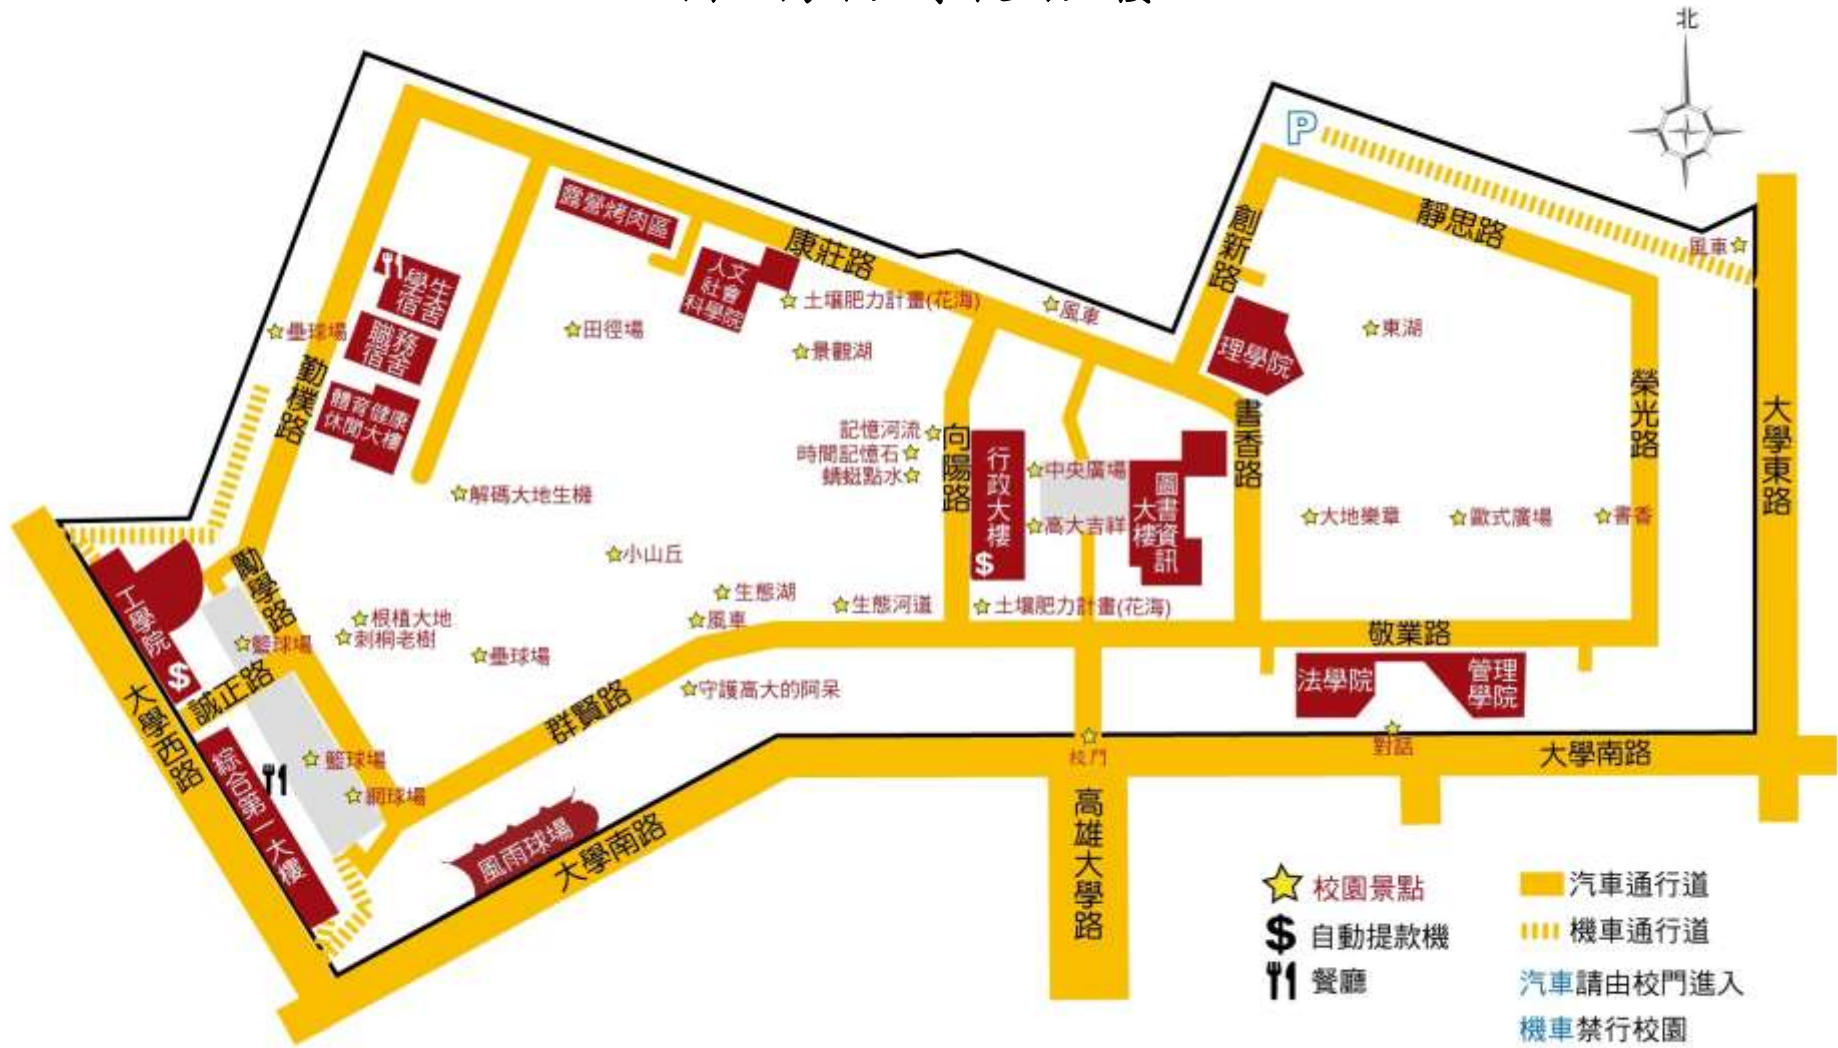 北
P
靜思路
創新路
風車
露營烤肉區
康莊路
人文
社會
科學院
土壤肥力計畫(花海)
風車
學生
宿舍
壘球場
職務
宿舍
田徑場
景觀湖
理學院
東湖
勤樸路
體育健康
休閒大樓
榮光路
大學東路
書香路
記憶河流
時間記憶石
蜻蜓點水
向陽路
行政大樓
$
中央廣場
高大吉祥
圖書資訊
大樓
解碼大地生機
大地樂章
歐式廣場
書香
小山丘
勵學路
工學院
$
生態湖
風車
生態河道
土壤肥力計畫(花海)
根植大地
刺桐老樹
籃球場
壘球場
敬業路
誠正路
法學院
管理
學院
守護高大的阿呆
群賢路
大學西路
校門
對話
大學南路
綜合第一大樓
籃球場
網球場
風雨球場
大學南路
高雄大學路
校園景點
$ 自動提款機
餐廳
汽車通行道
機車通行道
汽車請由校門進入
機車禁行校園